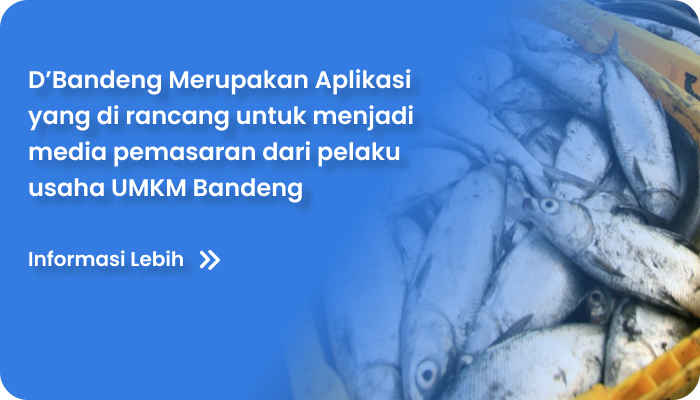 D’Bandeng Merupakan Aplikasi
yang di rancang untuk menjadi
media pemasaran dari pelaku
usaha UMKM Bandeng
Informasi Lebih